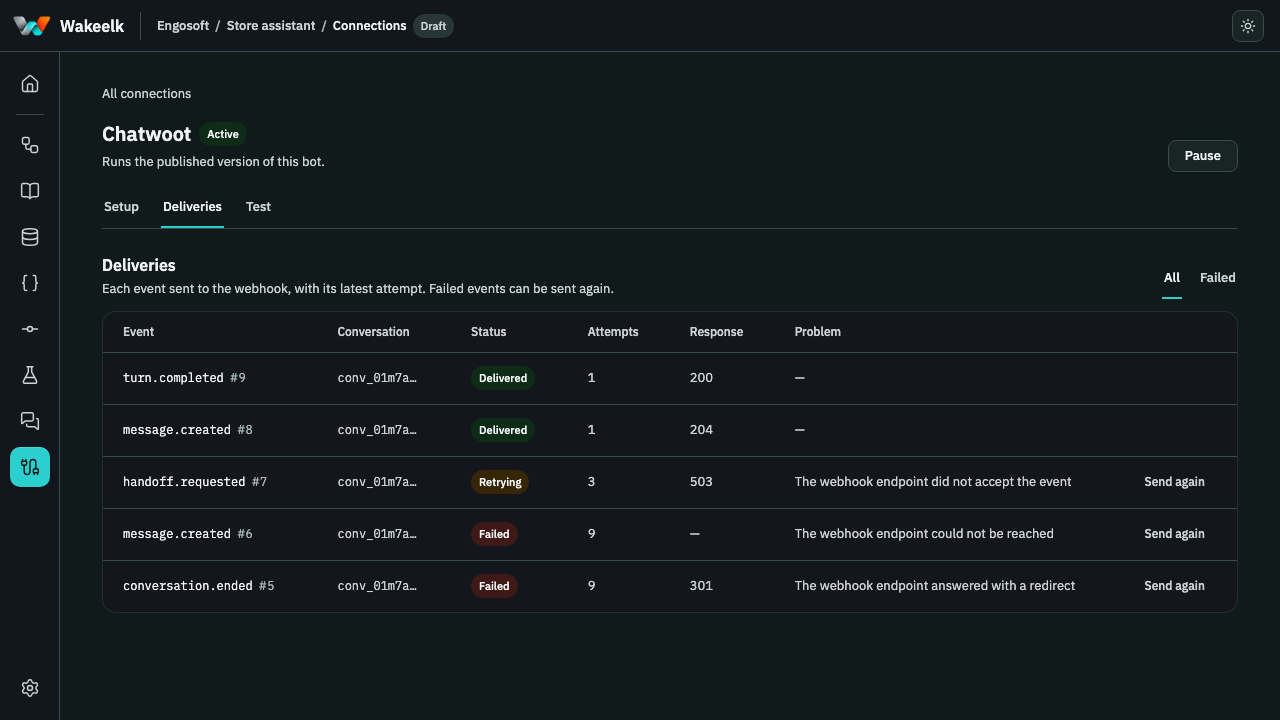 Wakeelk
Engosoft / Store assistant / Connections Draft
All connections
Chatwoot Active
Runs the published version of this bot.
Pause
Setup Deliveries Test
Deliveries
Each event sent to the webhook, with its latest attempt. Failed events can be sent again.
All Failed
Event Conversation Status Attempts Response Problem
turn.completed #9 conv_01m7a… Delivered 1 200 —
message.created #8 conv_01m7a… Delivered 1 204 —
handoff.requested #7 conv_01m7a… Retrying 3 503 The webhook endpoint did not accept the event Send again
message.created #6 conv_01m7a… Failed 9 — The webhook endpoint could not be reached Send again
conversation.ended #5 conv_01m7a… Failed 9 301 The webhook endpoint answered with a redirect Send again